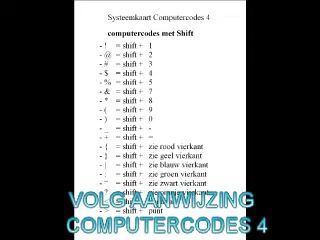 Systeemkaart Computercodes 4
computercodes met Shift
- ! = shift + 1
- @ = shift + 2
- # = shift + 3
- $ = shift + 4
- % = shift + 5
- & = shift + 7
- * = shift + 8
- ( = shift + 9
- ) = shift + 0
- _ = shift + -
- + = shift + =
- { = shift + zie rood vierkant
- } = shift + zie geel vierkant
- | = shift + zie blauw vierkant
- : = shift + zie groen vierkant
- " = shift + zie zwart vierkant
VOLG AANWIJZING
COMPUTERCODES 4
- > = shift + punt